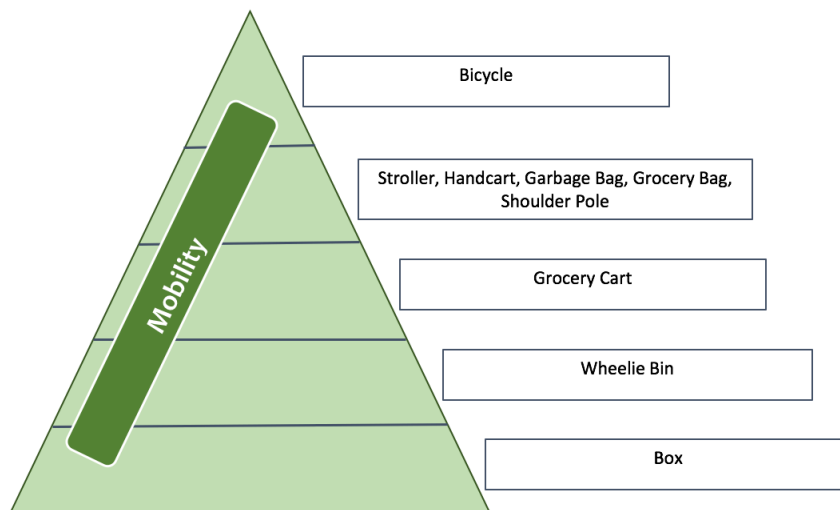 Bicycle
Stroller, Handcart, Garbage Bag, Grocery Bag,
Shoulder Pole
Mobility
Grocery Cart
Wheelie Bin
Box